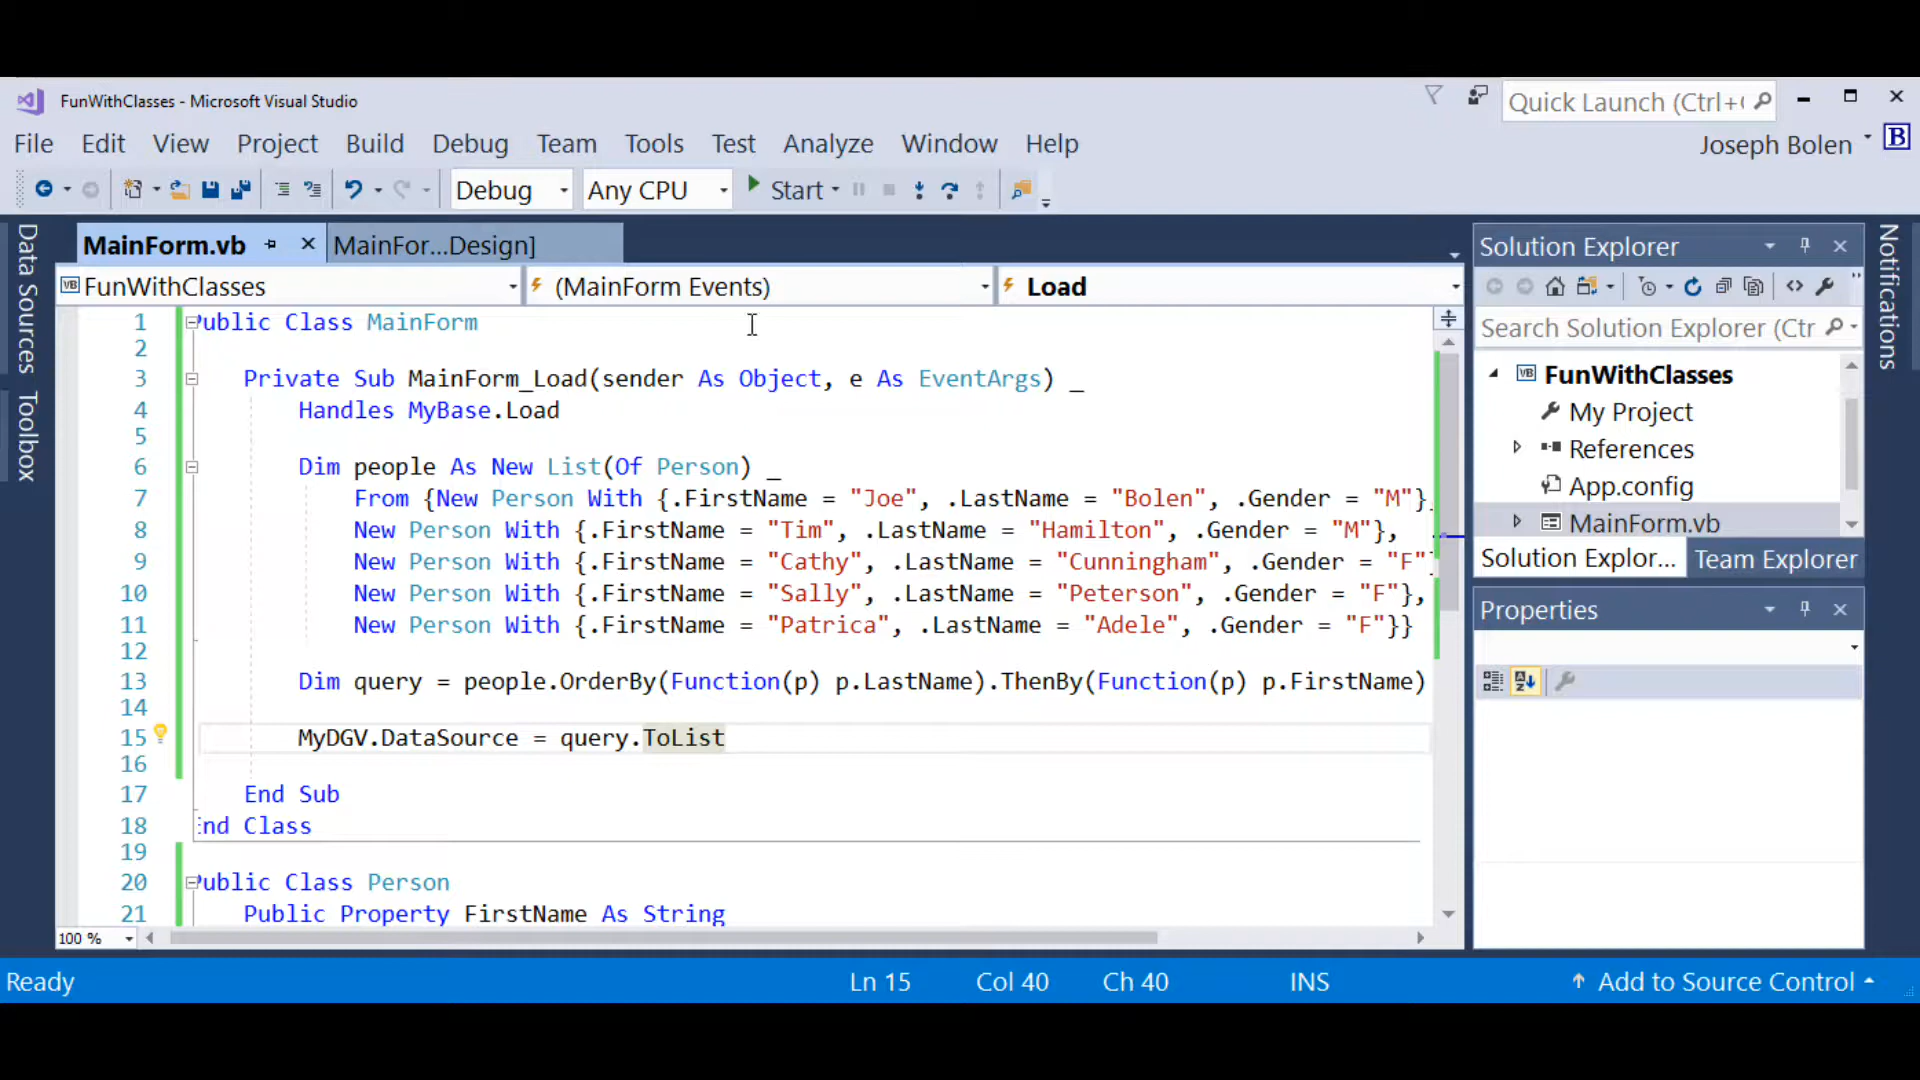 FunWithClasses - Microsoft Visual Studio
Quick Launch (Ctrl+
File Edit View Project Build Debug Team Tools Test Analyze Window Help
Joseph Bolen
B
Debug
Any CPU
Start
Data Sources
Toolbox
MainForm.vb
MainFor...Design]
FunWithClasses
(MainForm Events)
Load
1 Public Class MainForm
2
3 Private Sub MainForm_Load(sender As Object, e As EventArgs) _
4 Handles MyBase.Load
5
6 Dim people As New List(Of Person) _
7 From {New Person With {.FirstName = "Joe", .LastName = "Bolen", .Gender = "M"},
8 New Person With {.FirstName = "Tim", .LastName = "Hamilton", .Gender = "M"},
9 New Person With {.FirstName = "Cathy", .LastName = "Cunningham", .Gender = "F"
10 New Person With {.FirstName = "Sally", .LastName = "Peterson", .Gender = "F"},
11 New Person With {.FirstName = "Patrica", .LastName = "Adele", .Gender = "F"}}
12
13 Dim query = people.OrderBy(Function(p) p.LastName).ThenBy(Function(p) p.FirstName)
14
15 MyDGV.DataSource = query.ToList
16
17 End Sub
18 End Class
19
20 Public Class Person
21 Public Property FirstName As String
100 %
Solution Explorer
Search Solution Explorer (Ctr
FunWithClasses
My Project
References
App.config
MainForm.vb
Solution Explor...
Team Explorer
Properties
Notifications
Ready
Ln 15
Col 40
Ch 40
INS
Add to Source Control